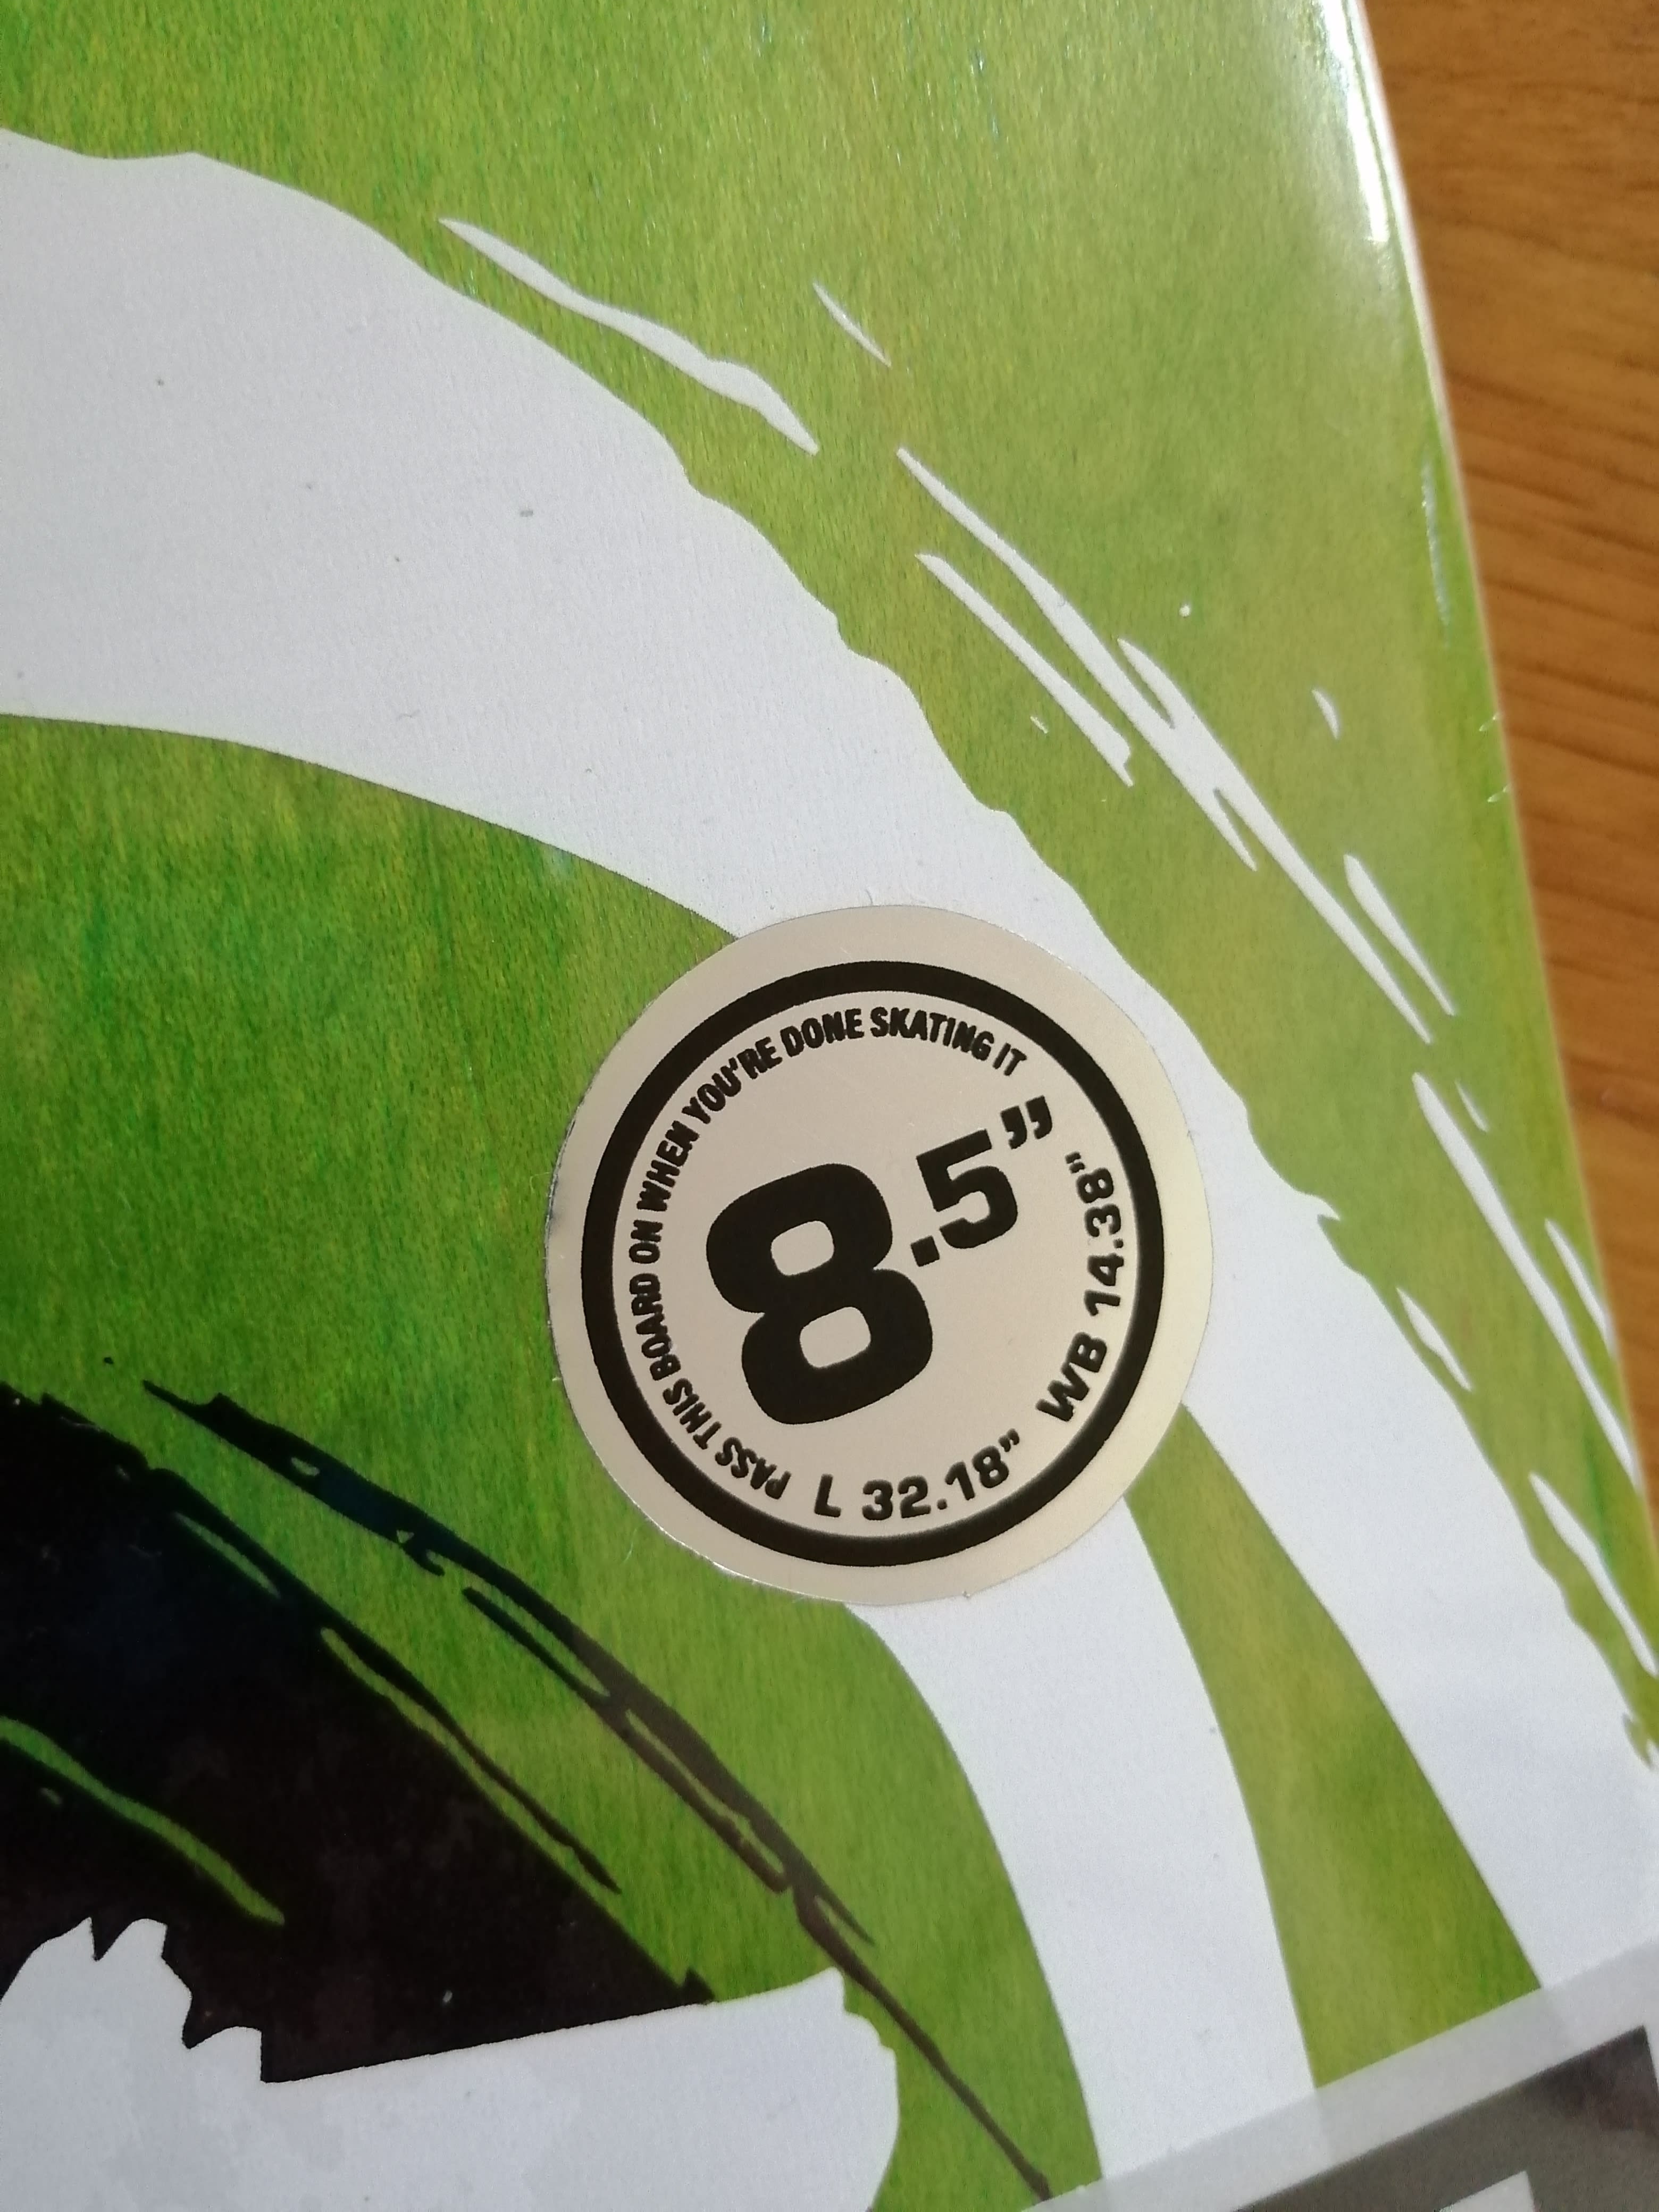 PASS THIS BOARD ON WHEN YOU'RE DONE SKATING IT
8.5”
L 32.18” WB 14.38"